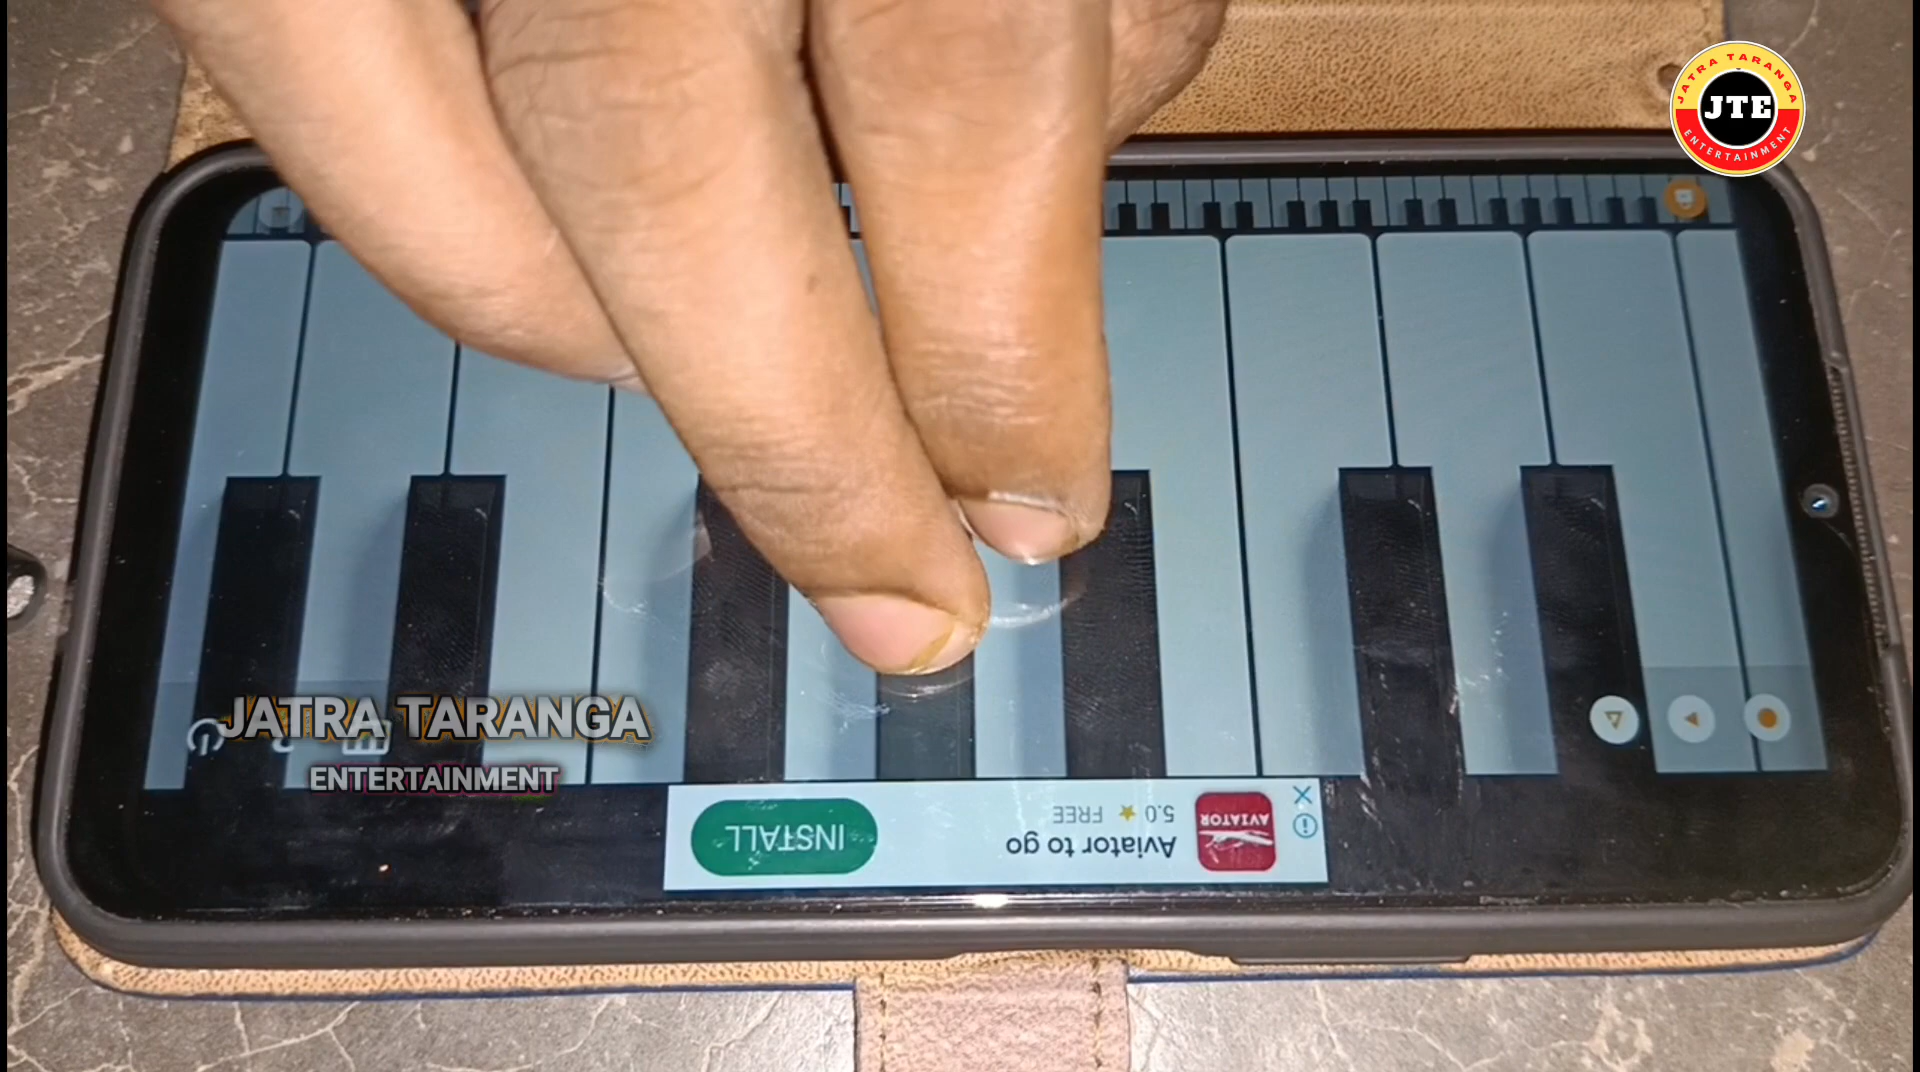 JATRA TARANGA
JTE
ENTERTAINMENT
JATRA TARANGA
ENTERTAINMENT
INSTALL
5.0 ★ FREE
Aviator to go
AVIATOR